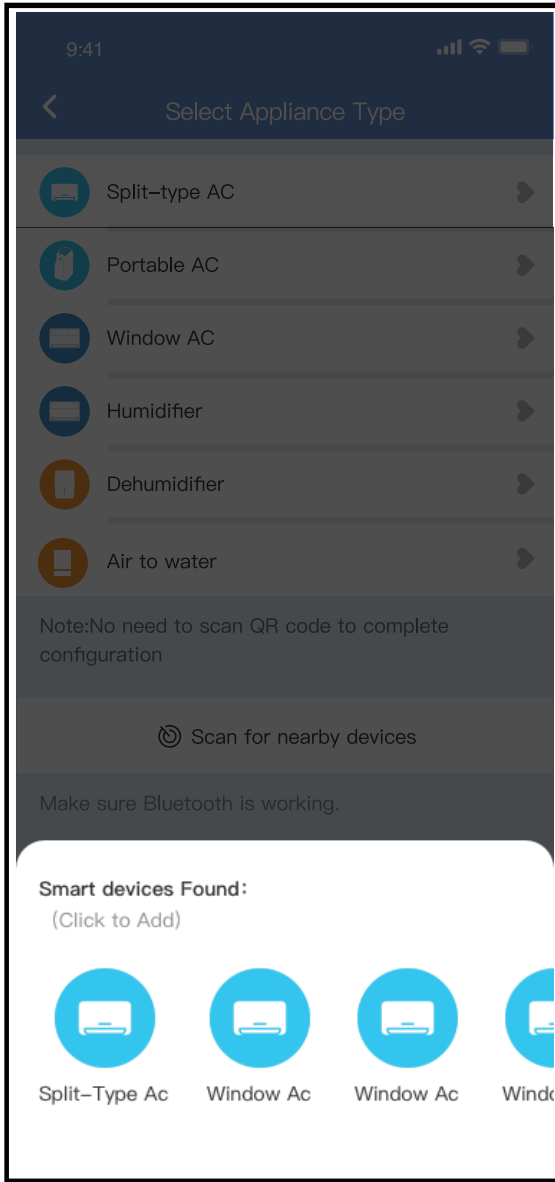 9:41
Select Appliance Type
Split-type AC
Portable AC
Window AC
Humidifier
Dehumidifier
Air to water
Note:No need to scan QR code to complete
configuration
Scan for nearby devices
Make sure Bluetooth is working.
Smart devices Found:
(Click to Add)
Split-Type Ac Window Ac Window Ac